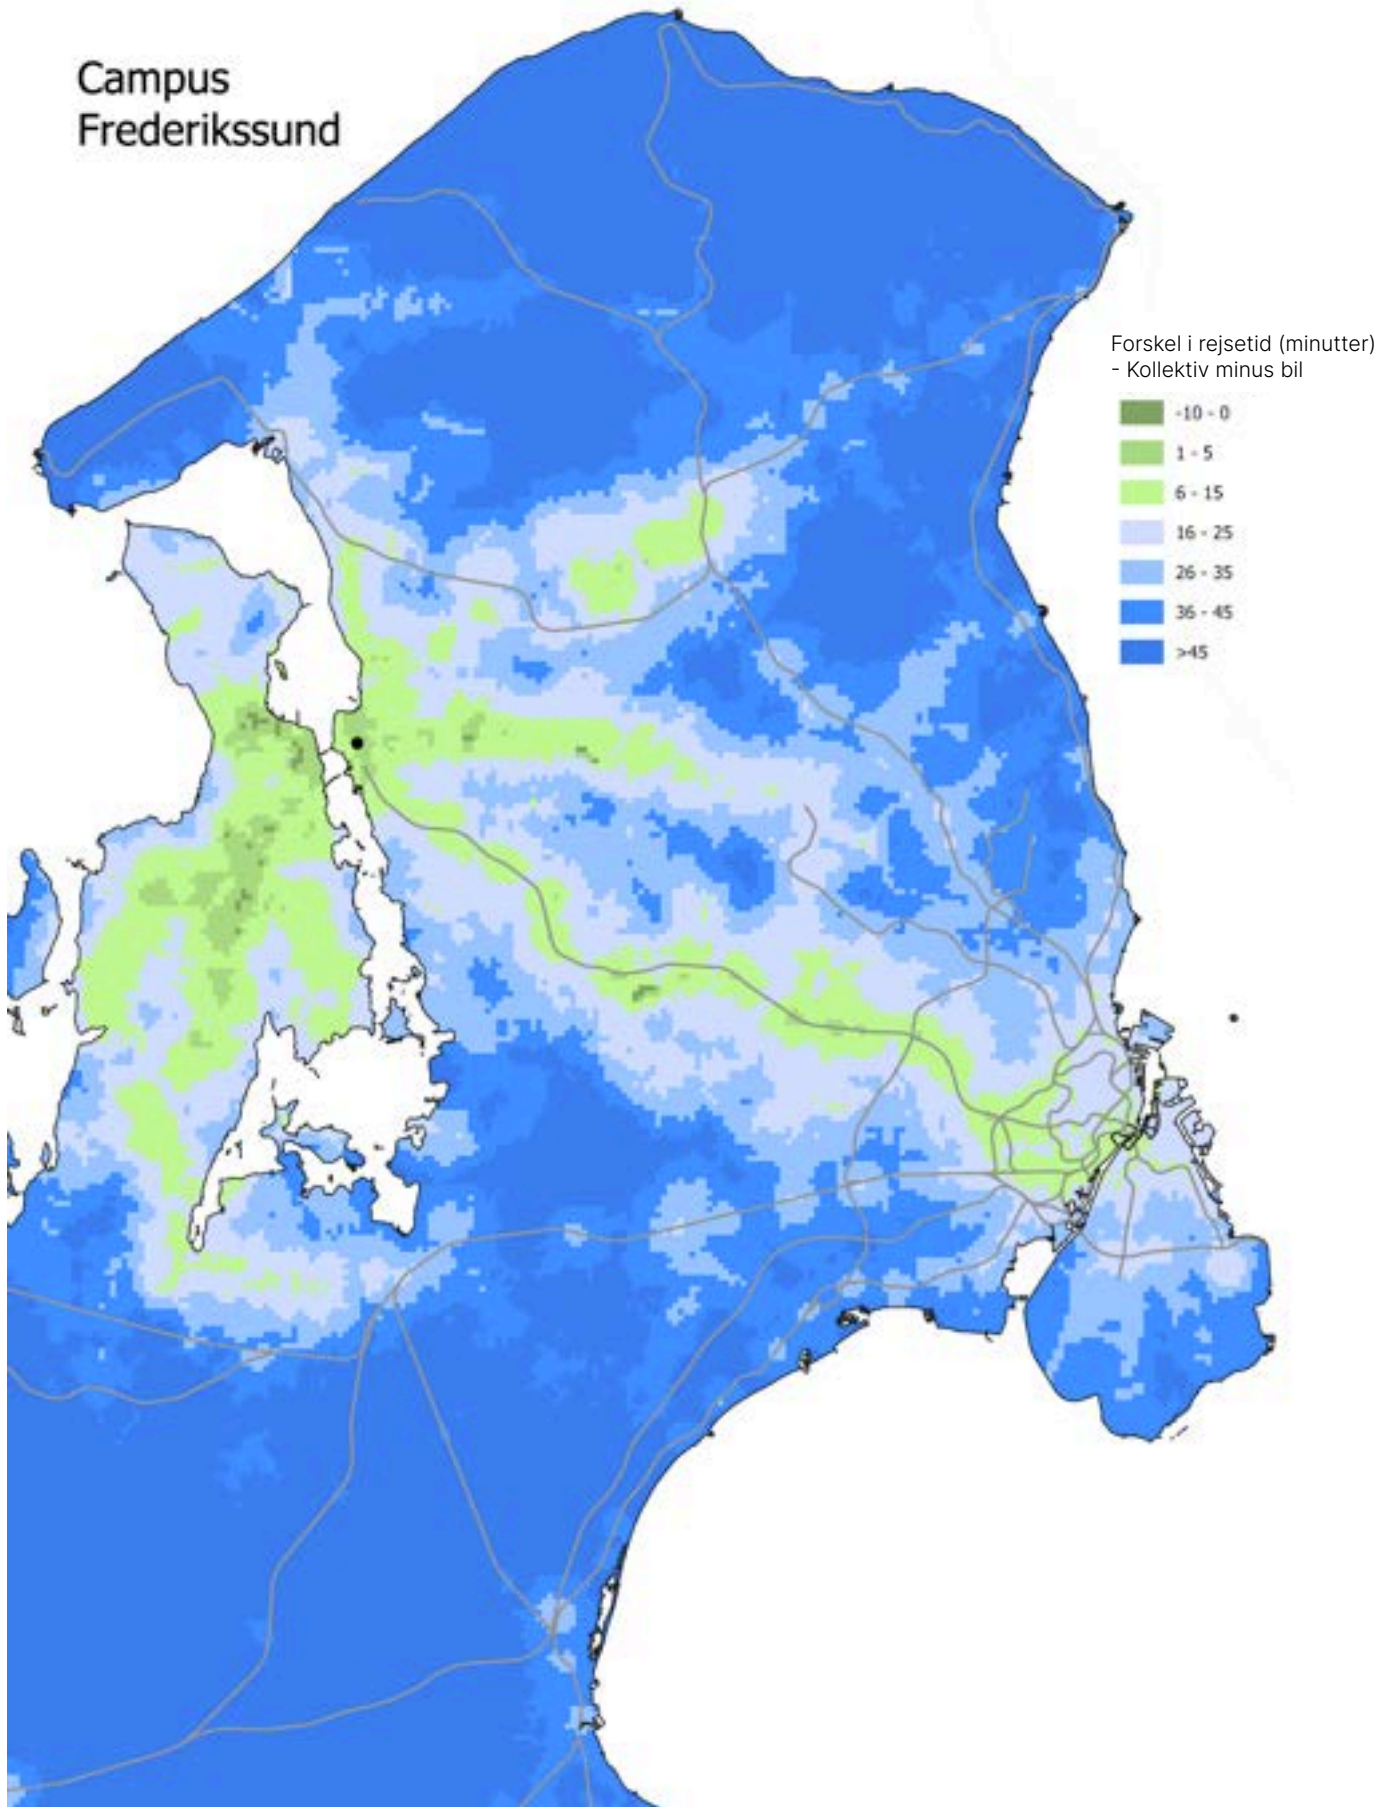 Campus
Frederikssund
Forskel i rejsetid (minutter)
- Kollektiv minus bil
-10 - 0
1 - 5
6 - 15
16 - 25
26 - 35
36 - 45
>45